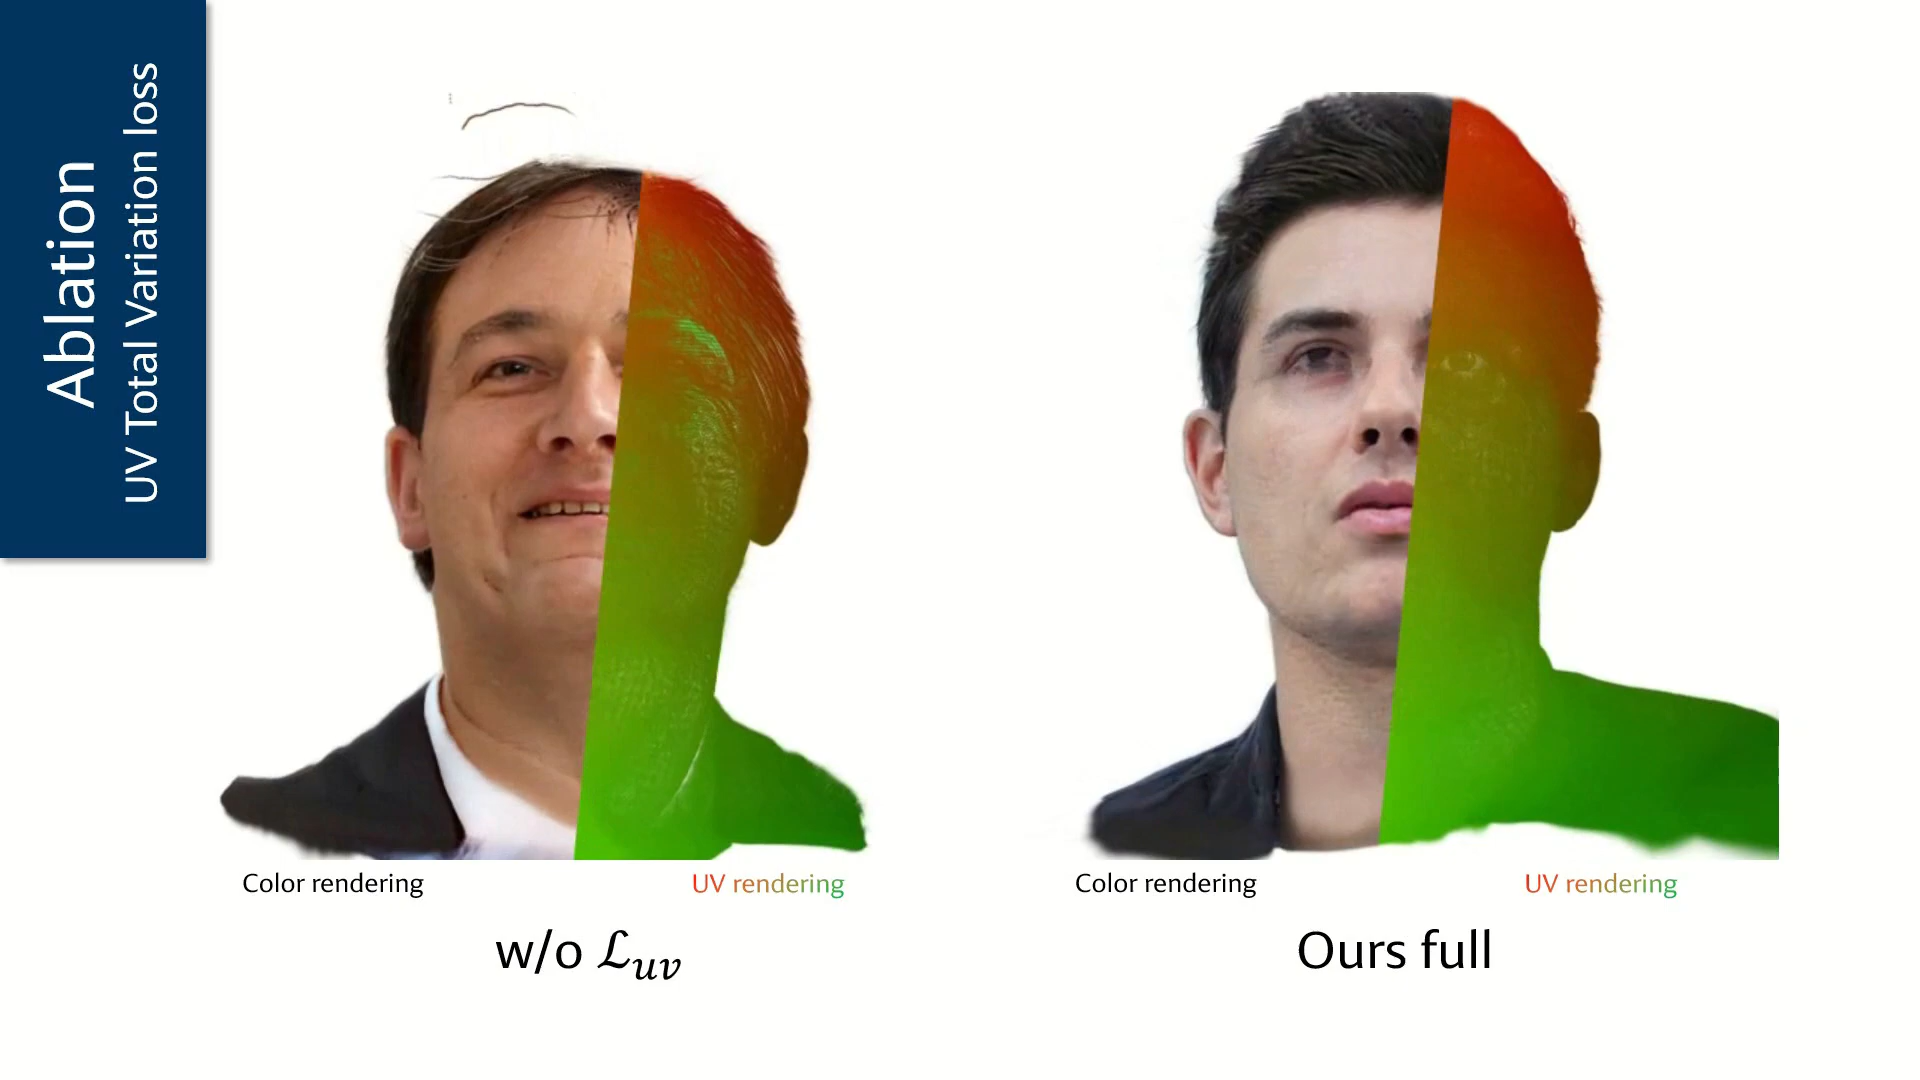 Ablation
UV Total Variation loss
Color rendering
UV rendering
w/o ℒ𝑢𝑣
Color rendering
UV rendering
Ours full